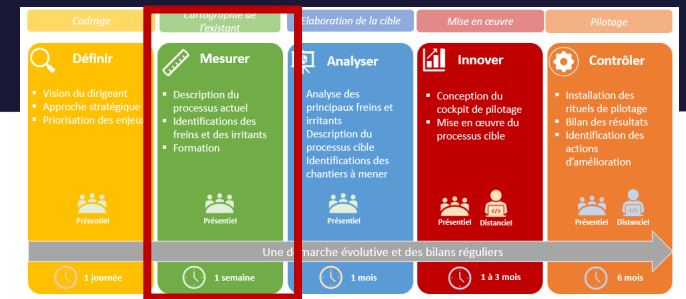 Cadrage
Cartographie de
l'existant
Elaboration de la cible
Mise en œuvre
Pilotage
Définir
Vision du dirigeant
Approche stratégique
Priorisation des enjeux
Présentiel
1 journée
Mesurer
Description du
processus actuel
Identifications des
freins et des irritants
Formation
Présentiel
1 semaine
Analyser
Analyse des
principaux freins et
irritants
Description du
processus cible
Identifications des
chantiers à mener
Présentiel
1 mois
Innover
Conception du
cockpit de pilotage
Mise en œuvre du
processus cible
Présentiel Distanciel
1 à 3 mois
Contrôler
Installation des
rituels de pilotage
Bilan des résultats
Identification des
actions
d'amélioration
Présentiel Distanciel
6 mois
Une démarche évolutive et des bilans réguliers